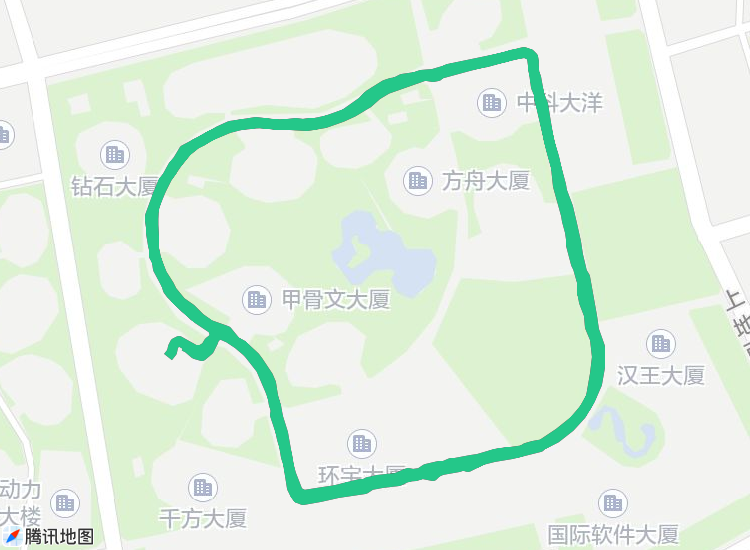 中科大洋
钻石大厦
方舟大厦
甲骨文大厦
上地
汉王大厦
环宇大厦
动力
大楼
千方大厦
国际软件大厦
腾讯地图